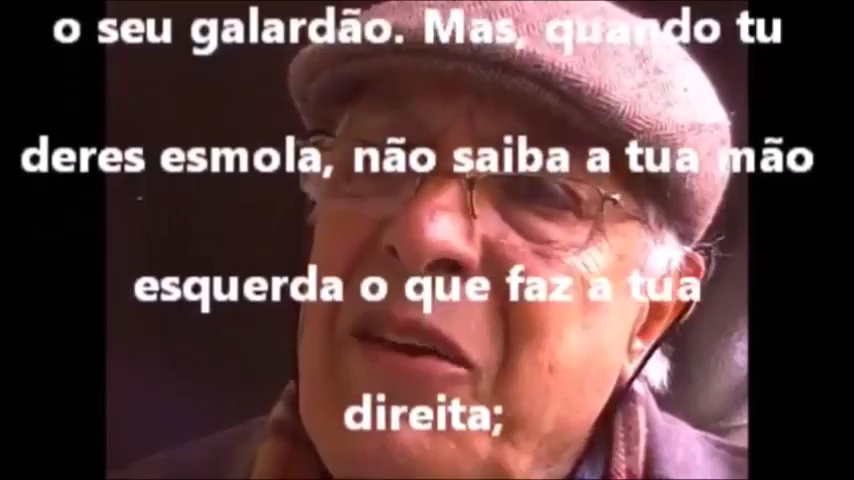 o seu galardão. Mas, quando tu
deres esmola, não saiba a tua mão
esquerda o que faz a tua
direita;